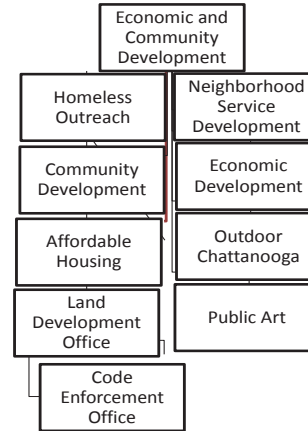 Economic and
Community
Development
Homeless
Outreach
Neighborhood
Service
Development
Community
Development
Economic
Development
Affordable
Housing
Outdoor
Chattanooga
Land
Development
Office
Public Art
Code
Enforcement
Office